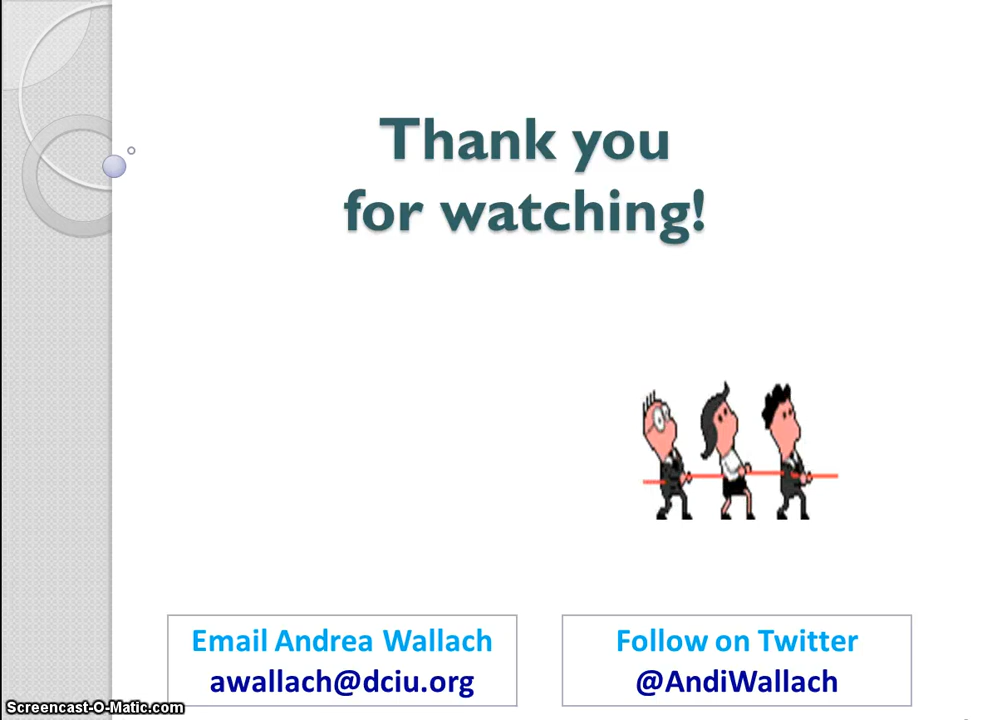 Thank you
for watching!
Email Andrea Wallach
awallach@dciu.org
Follow on Twitter
@AndiWallach
Screencast-O-Matic.com